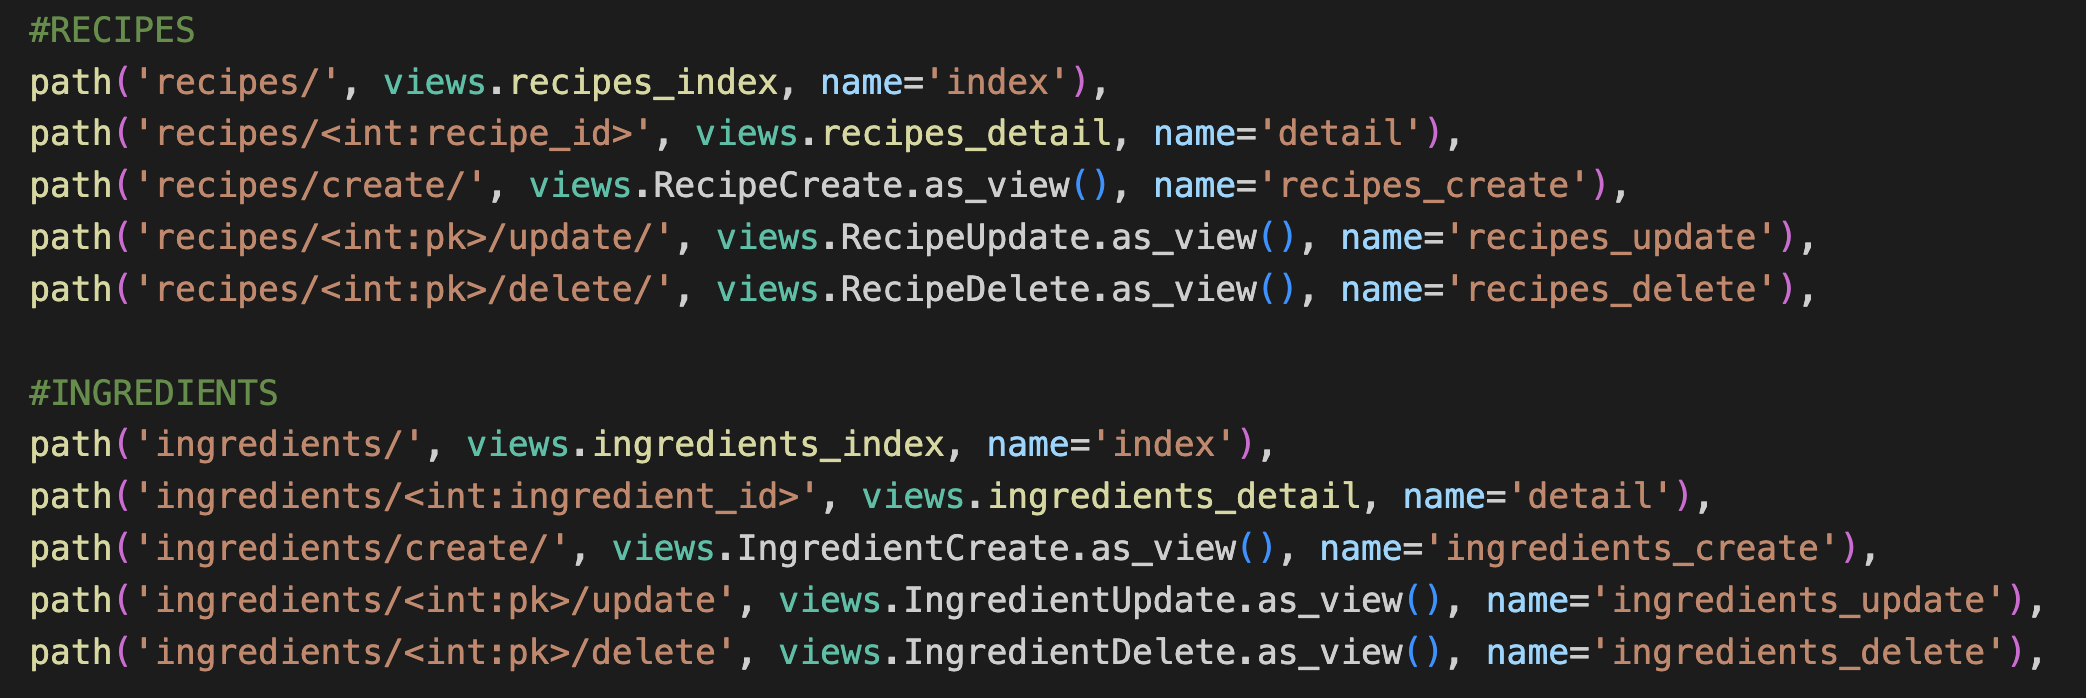 #RECIPES
path('recipes/', views.recipes_index, name='index'),
path('recipes/<int:recipe_id>', views.recipes_detail, name='detail'),
path('recipes/create/', views.RecipeCreate.as_view(), name='recipes_create'),
path('recipes/<int:pk>/update/', views.RecipeUpdate.as_view(), name='recipes_update'),
path('recipes/<int:pk>/delete/', views.RecipeDelete.as_view(), name='recipes_delete'),
#INGREDIENTS
path('ingredients/', views.ingredients_index, name='index'),
path('ingredients/<int:ingredient_id>', views.ingredients_detail, name='detail'),
path('ingredients/create/', views.IngredientCreate.as_view(), name='ingredients_create'),
path('ingredients/<int:pk>/update', views.IngredientUpdate.as_view(), name='ingredients_update'),
path('ingredients/<int:pk>/delete', views.IngredientDelete.as_view(), name='ingredients_delete'),